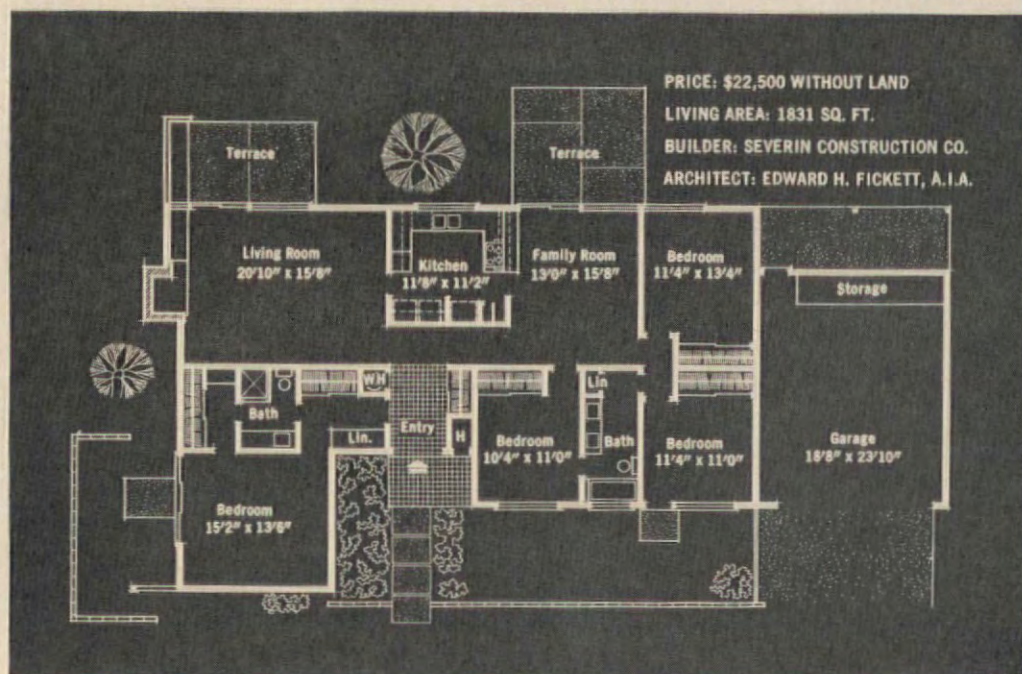 PRICE: $22,500 WITHOUT LAND
LIVING AREA: 1831 SQ. FT.
BUILDER: SEVERIN CONSTRUCTION CO.
ARCHITECT: EDWARD H. FICKETT, A.I.A.
Terrace
Terrace
Living Room
20'10" x 15'8"
Kitchen
11'8" x 11'2"
Family Room
13'0" x 15'8"
Bedroom
11'4" x 13'4"
Storage
WH
Bath
Lin.
Entry
H
Bedroom
10'4" x 11'0"
Lin
Bath
Bedroom
11'4" x 11'0"
Garage
18'8" x 23'10"
Bedroom
15'2" x 13'6"